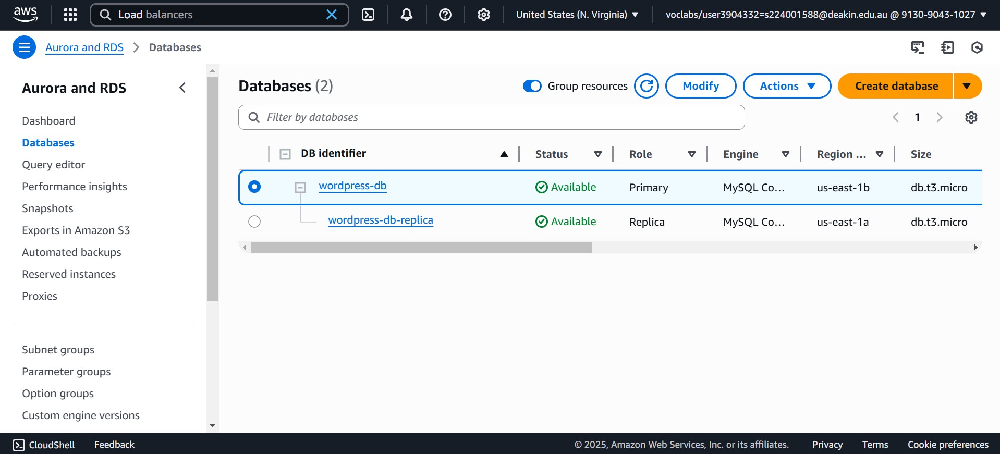 aws
Load balancers
United States (N. Virginia)
voclabs/user3904332=s224001588@deakin.edu.au @ 9130-9043-1027
Aurora and RDS
Databases
Aurora and RDS
Dashboard
Databases
Query editor
Performance insights
Snapshots
Exports in Amazon S3
Automated backups
Reserved instances
Proxies
Subnet groups
Parameter groups
Option groups
Custom engine versions
Databases (2)
Group resources
Modify
Actions
Create database
Filter by databases
1
DB identifier Status Role Engine Region ... Size
wordpress-db Available Primary MySQL Co... us-east-1b db.t3.micro
wordpress-db-replica Available Replica MySQL Co... us-east-1a db.t3.micro
CloudShell Feedback © 2025, Amazon Web Services, Inc. or its affiliates. Privacy Terms Cookie preferences